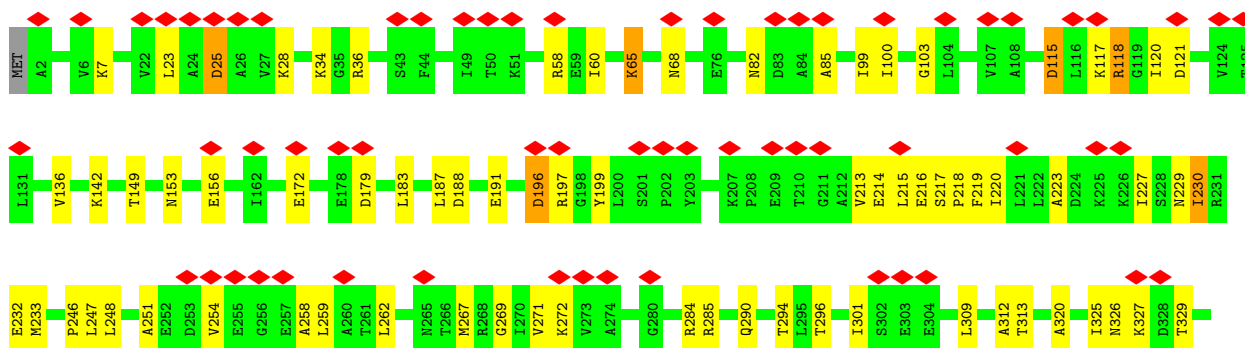 MET A2 V6 K7 V22 L23 A24 D25 A26 V27 K28 K34 G35 R36 S43 F44 I49 T50 K51 R58 E59 I60 K65 N68 E76 N82 D83 A84 A85 I99 I100 G103 L104 V107 A108 D115 L116 K117 R118 G119 I120 D121 V124 T125
L131 V136 K142 T149 N153 E156 I162 E172 E178 D179 L183 L187 D188 E191 D196 R197 G198 Y199 L200 S201 P202 Y203 K207 P208 E209 T210 G211 A212 V213 E214 L215 E216 S217 P218 F219 I220 L221 L222 A223 D224 K225 K226 I227 S228 N229 I230 R231
E232 M233 P246 L247 L248 A251 E252 D253 V254 E255 G256 E257 A258 L259 A260 T261 L262 N265 T266 M267 R268 G269 I270 V271 K272 V273 A274 G280 R284 R285 Q290 T294 L295 T296 I301 S302 E303 E304 L309 A312 T313 A320 I325 N326 K327 D328 T329